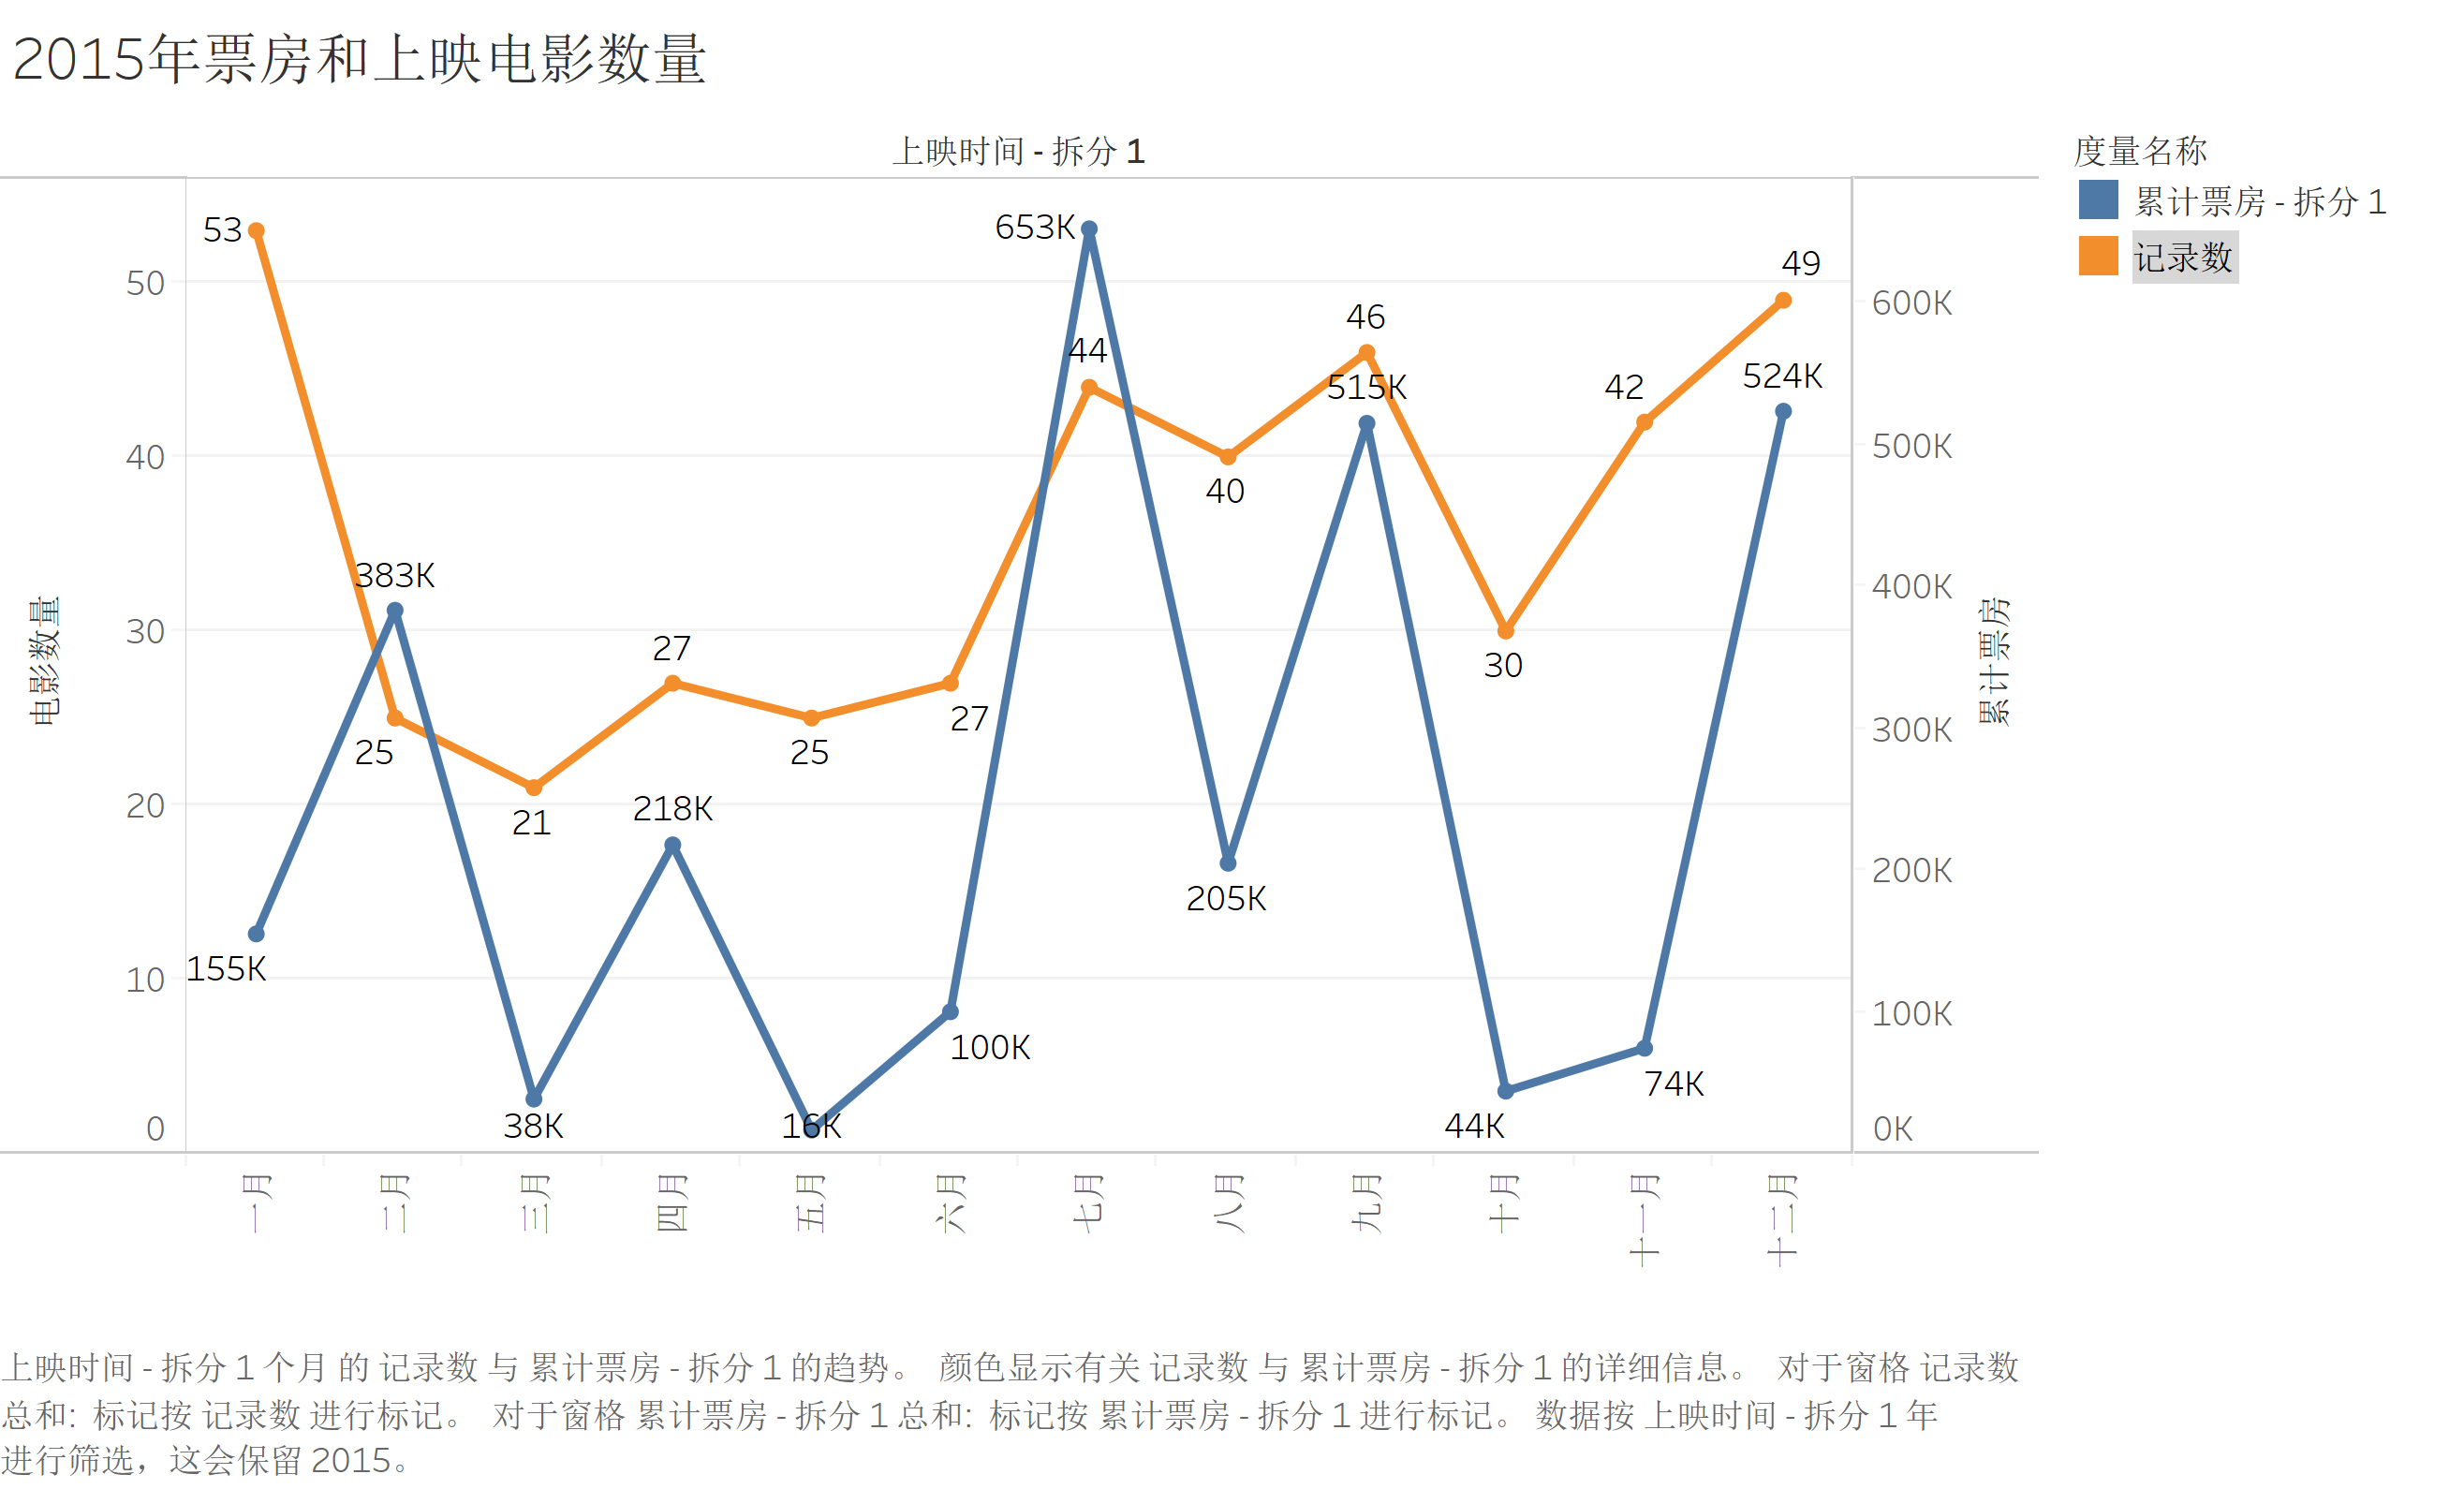 2015年票房和上映电影数量
上映时间 - 拆分 1
度量名称
累计票房 - 拆分 1
记录数
电影数量
50
40
30
20
10
0
累计票房
600K
500K
400K
300K
200K
100K
0K
53
25
21
27
25
27
44
40
46
30
42
49
155K
383K
38K
218K
16K
100K
653K
205K
515K
44K
74K
524K
一月
二月
三月
四月
五月
六月
七月
八月
九月
十月
十一月
十二月
上映时间 - 拆分 1 个月 的 记录数 与 累计票房 - 拆分 1 的趋势。 颜色显示有关 记录数 与 累计票房 - 拆分 1 的详细信息。 对于窗格 记录数
总和: 标记按 记录数 进行标记。 对于窗格 累计票房 - 拆分 1 总和: 标记按 累计票房 - 拆分 1 进行标记。 数据按 上映时间 - 拆分 1 年
进行筛选，这会保留 2015。